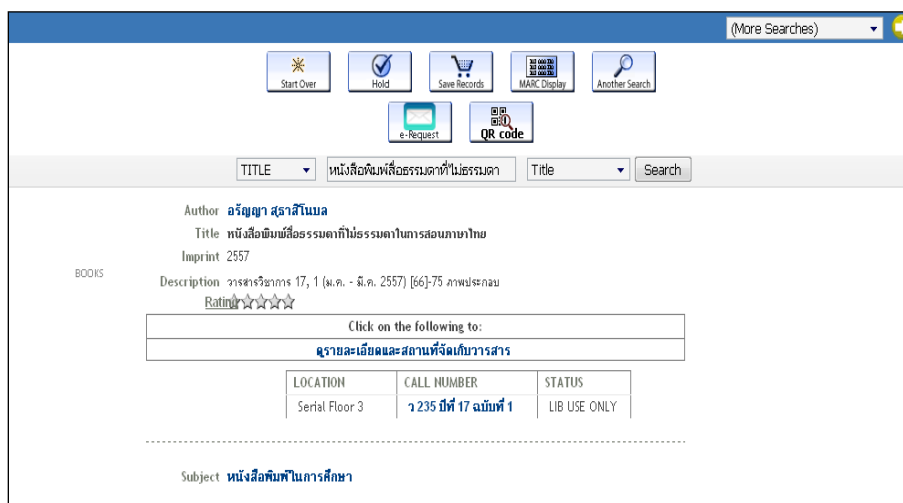 (More Searches)
Start Over Hold Save Records MARC Display Another Search
e-Request QR code
TITLE หนังสือพิมพ์สื่อธรรมดาที่ไม่ธรรมดา Title Search
Author อรัญญา สุธาสิโนบล
Title หนังสือพิมพ์สื่อธรรมดาที่ไม่ธรรมดาในการสอนภาษาไทย
Imprint 2557
BOOKS
Description วารสารวิชาการ 17, 1 (ม.ค. - มี.ค. 2557) [66]-75 ภาพประกอบ
Rating
Click on the following to:
ดูรายละเอียดและสถานที่จัดเก็บวารสาร
LOCATION CALL NUMBER STATUS
Serial Floor 3 ว 235 ปีที่ 17 ฉบับที่ 1 LIB USE ONLY
Subject หนังสือพิมพ์ในการศึกษา